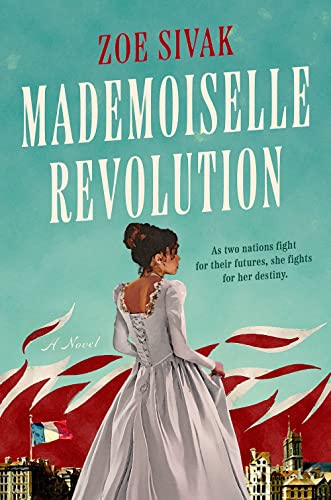 ZOE SIVAK
MADEMOISELLE
REVOLUTION
As two nations fight
for their futures, she fights
for her destiny.
A Novel